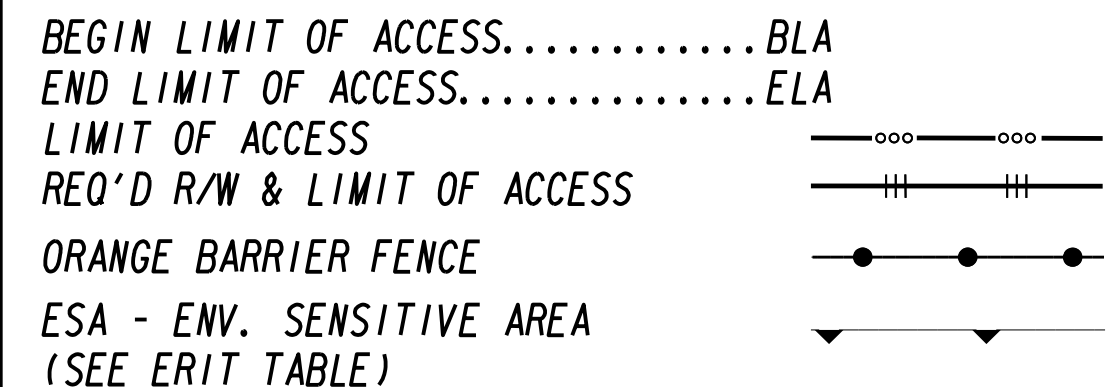 BEGIN LIMIT OF ACCESS..............BLA
END LIMIT OF ACCESS................ELA
LIMIT OF ACCESS
REQ'D R/W & LIMIT OF ACCESS
ORANGE BARRIER FENCE
ESA - ENV. SENSITIVE AREA
(SEE ERIT TABLE)